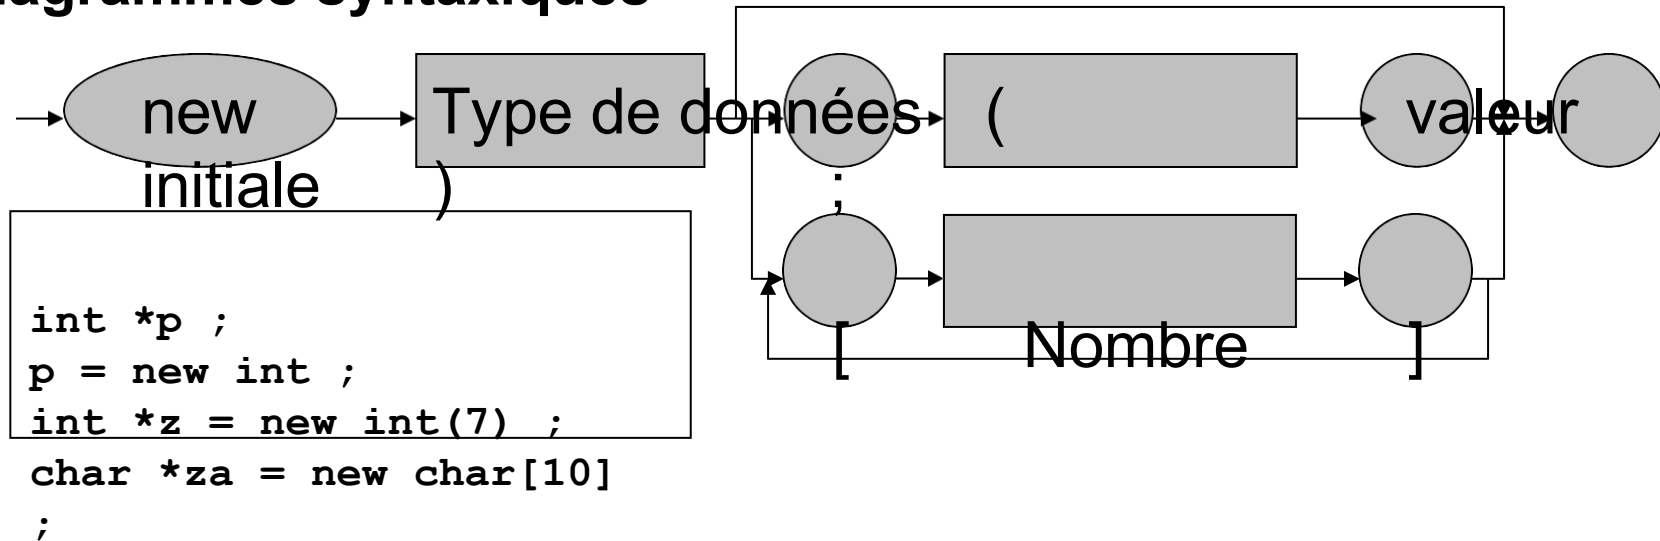 iagrammes syntaxiques
new Type de données ( valeur
initiale ) ;
[ Nombre ]
int *p ;
p = new int ;
int *z = new int(7) ;
char *za = new char[10]
;